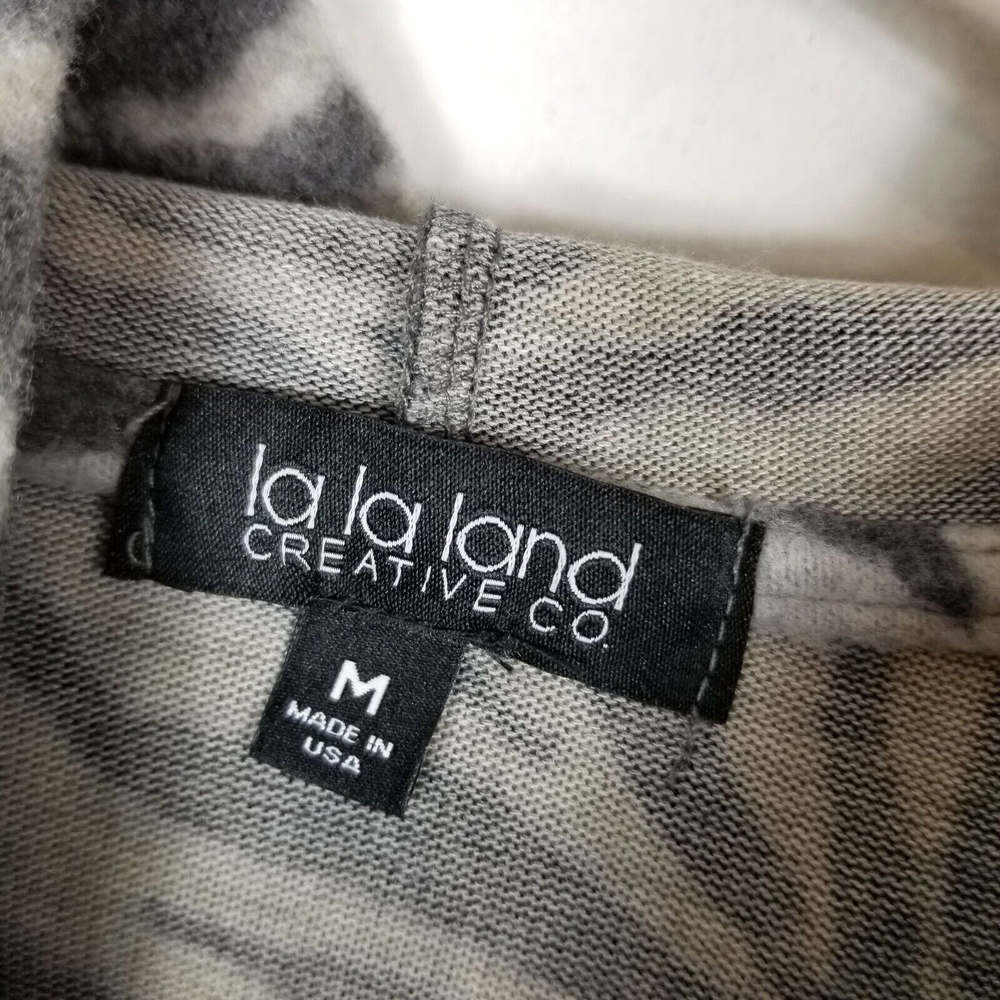 la la land
CREATIVE CO.
M
MADE IN
USA